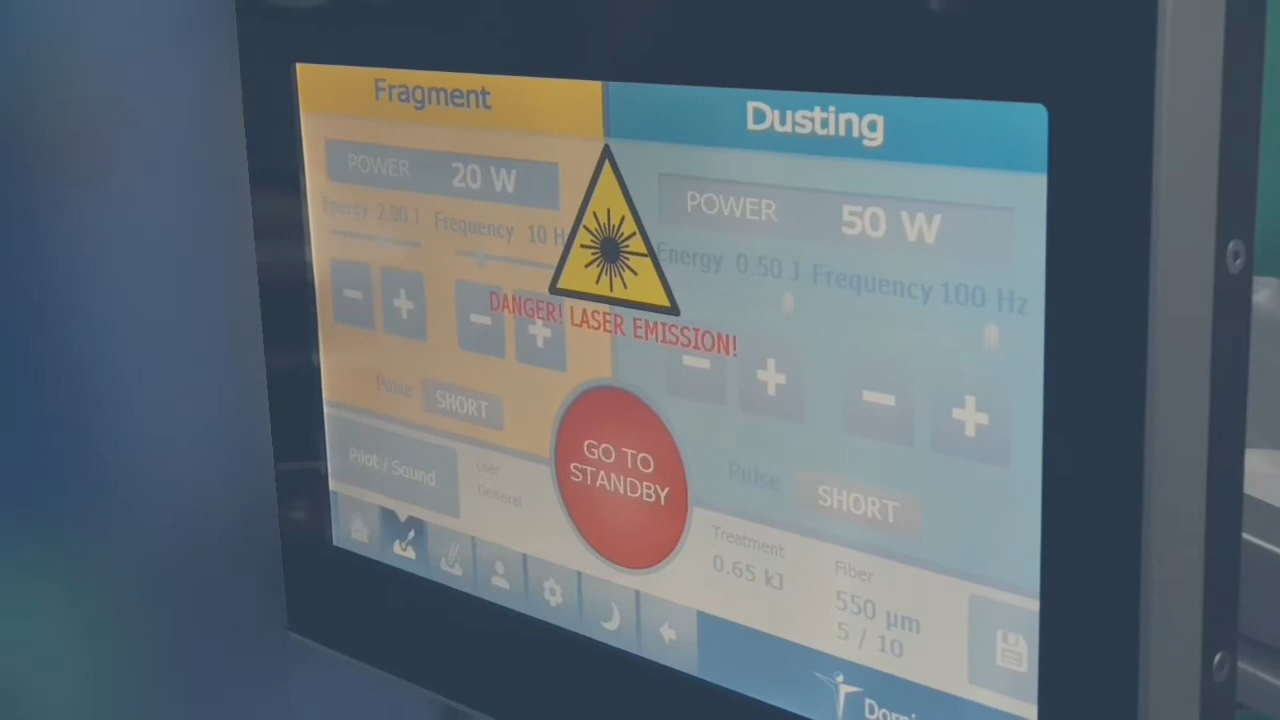 Fragment
Dusting
POWER 20 W
POWER 50 W
Energy 2.00 J Frequency 10 Hz
Energy 0.50 J Frequency 100 Hz
DANGER! LASER EMISSION!
Pulse SHORT
Pulse SHORT
GO TO
STANDBY
Pilot / Sound
User
General
Treatment
0.65 kJ
Fiber
550 µm
5 / 10